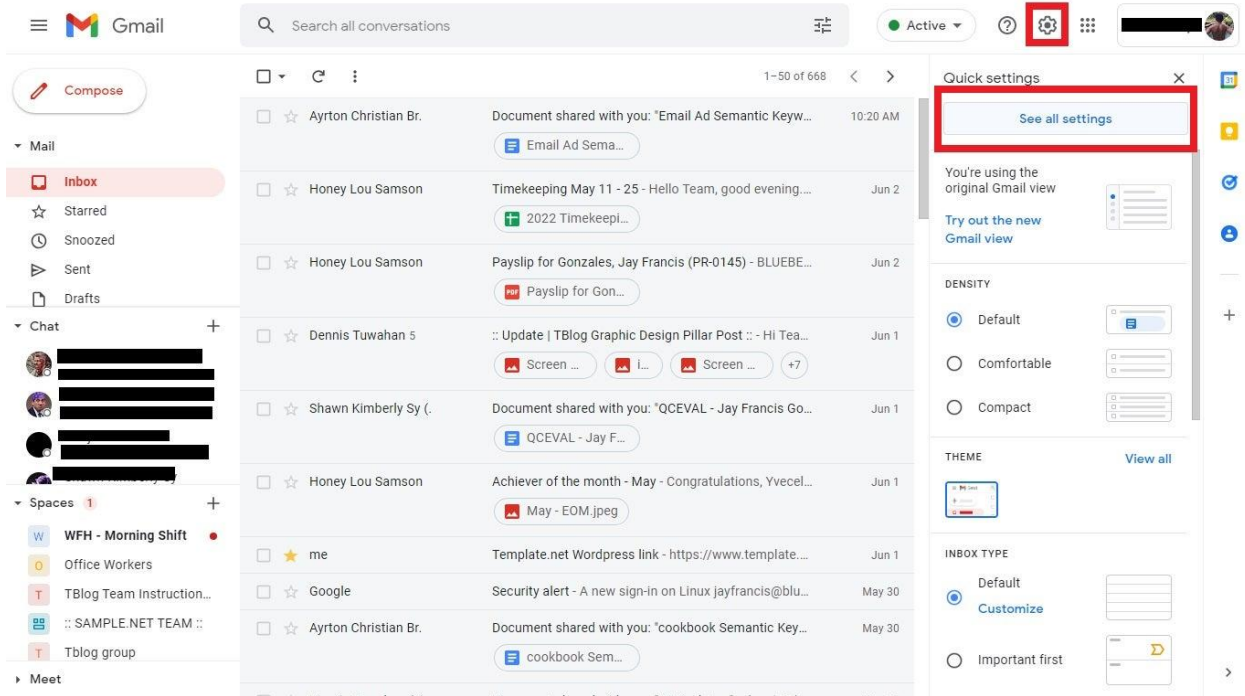 Gmail
Search all conversations
Active
Compose
Mail
Inbox
Starred
Snoozed
Sent
Drafts
Chat
Spaces 1
W WFH - Morning Shift
O Office Workers
T TBlog Team Instruction...
:: SAMPLE.NET TEAM ::
T Tblog group
Meet
1–50 of 668
Ayrton Christian Br. Document shared with you: "Email Ad Semantic Keyw... 10:20 AM
Email Ad Sema...
Honey Lou Samson Timekeeping May 11 - 25 - Hello Team, good evening.... Jun 2
2022 Timekeepi...
Honey Lou Samson Payslip for Gonzales, Jay Francis (PR-0145) - BLUEBE... Jun 2
PDF Payslip for Gon...
Dennis Tuwahan 5 :: Update | TBlog Graphic Design Pillar Post :: - Hi Tea... Jun 1
Screen ... i... Screen ... +7
Shawn Kimberly Sy (. Document shared with you: "QCEVAL - Jay Francis Go... Jun 1
QCEVAL - Jay F...
Honey Lou Samson Achiever of the month - May - Congratulations, Yvecel... Jun 1
May - EOM.jpeg
me Template.net Wordpress link - https://www.template.... Jun 1
Google Security alert - A new sign-in on Linux jayfrancis@blu... May 30
Ayrton Christian Br. Document shared with you: "cookbook Semantic Key... May 30
cookbook Sem...
Quick settings
See all settings
You're using the
original Gmail view
Try out the new
Gmail view
DENSITY
Default
Comfortable
Compact
THEME View all
INBOX TYPE
Default
Customize
Important first
31